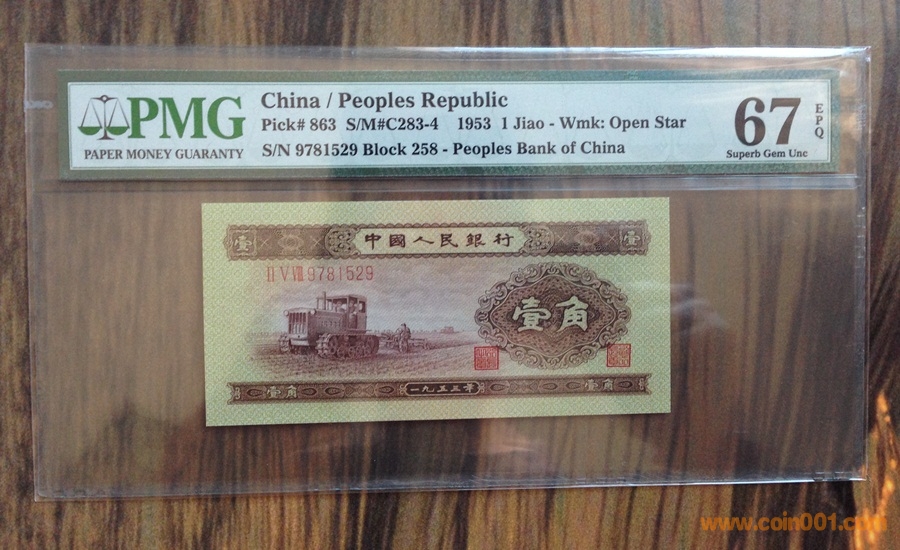 PMG
PAPER MONEY GUARANTY
China / Peoples Republic
Pick# 863 S/M#C283-4 1953 1 Jiao - Wmk: Open Star
S/N 9781529 Block 258 - Peoples Bank of China
67
Superb Gem Unc
EPQ
壹
中國人民銀行
壹
II V VIII 9781529
壹角
壹角
一九五三年
壹角
www.coin001.com